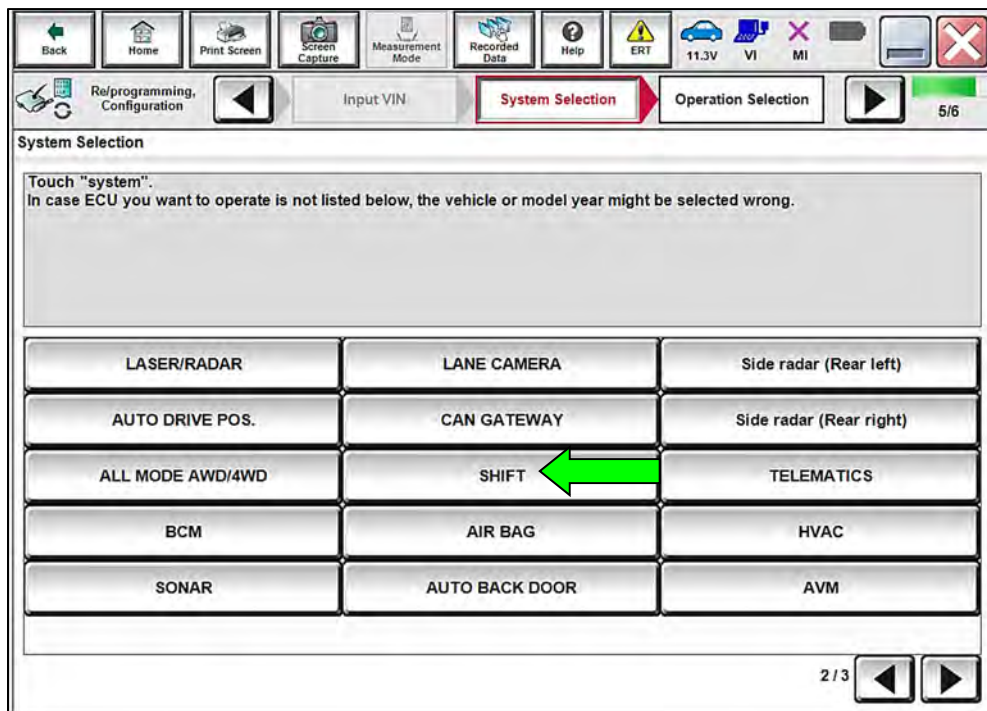 Back
Home
Print Screen
Screen
Capture
Measurement
Mode
Recorded
Data
Help
ERT
11.3V
VI
MI
Re/programming,
Configuration
Input VIN
System Selection
Operation Selection
5/6
System Selection
Touch "system".
In case ECU you want to operate is not listed below, the vehicle or model year might be selected wrong.
LASER/RADAR
LANE CAMERA
Side radar (Rear left)
AUTO DRIVE POS.
CAN GATEWAY
Side radar (Rear right)
ALL MODE AWD/4WD
SHIFT
TELEMATICS
BCM
AIR BAG
HVAC
SONAR
AUTO BACK DOOR
AVM
2/3